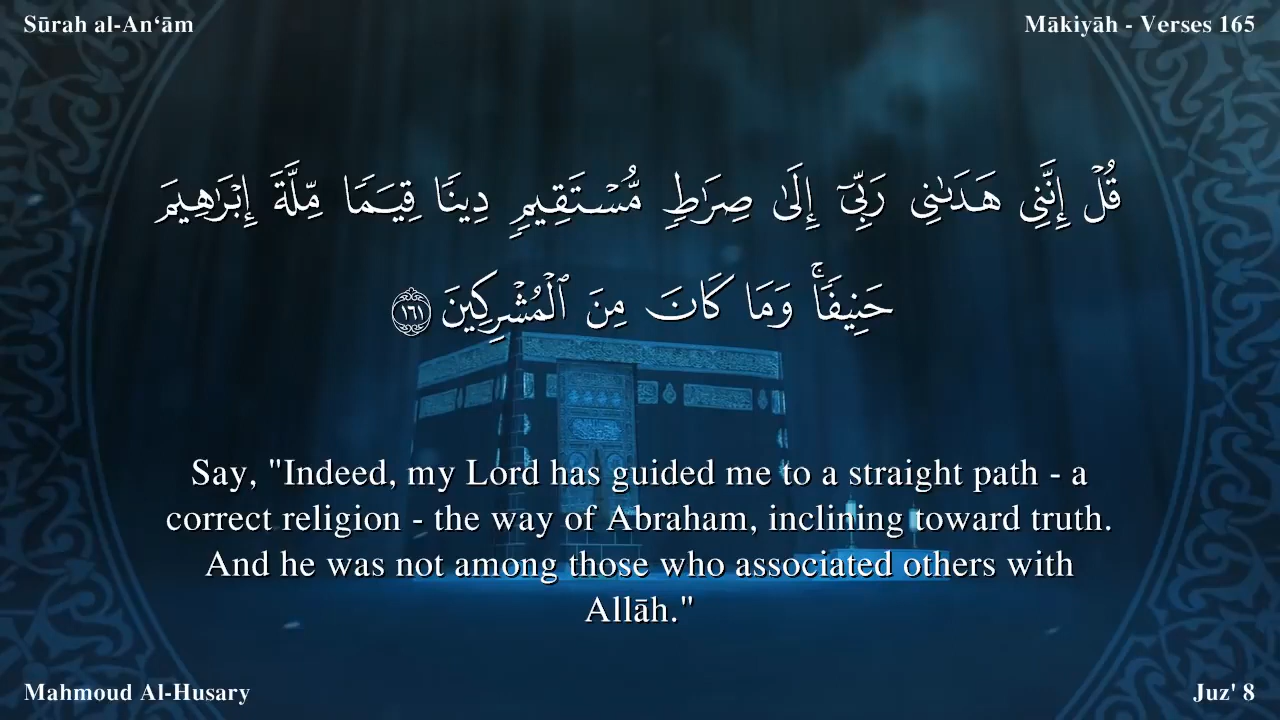 Sūrah al-An‘ām
Mākiyāh - Verses 165
قُلۡ إِنَّنِي هَدَىٰنِي رَبِّيٓ إِلَىٰ صِرَٰطٖ مُّسۡتَقِيمٖ دِينٗا قِيَمٗا مِّلَّةَ إِبۡرَٰهِيمَ
حَنِيفٗاۚ وَمَا كَانَ مِنَ ٱلۡمُشۡرِكِينَ ١٦١
Say, "Indeed, my Lord has guided me to a straight path - a
correct religion - the way of Abraham, inclining toward truth.
And he was not among those who associated others with
Allāh."
Mahmoud Al-Husary
Juz' 8